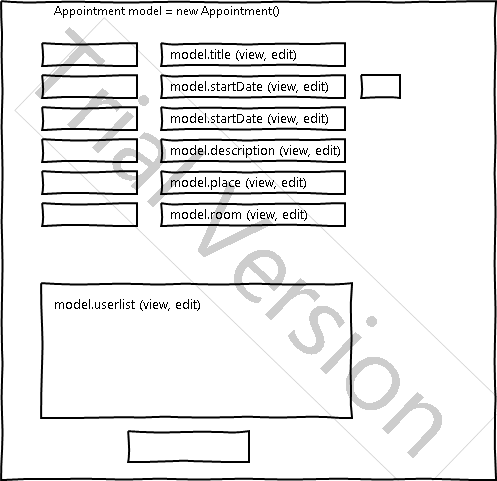 Appointment model = new Appointment()
model.title (view, edit)
model.startDate (view, edit)
model.startDate (view, edit)
model.description (view, edit)
model.place (view, edit)
model.room (view, edit)
model.userlist (view, edit)
Trial Version